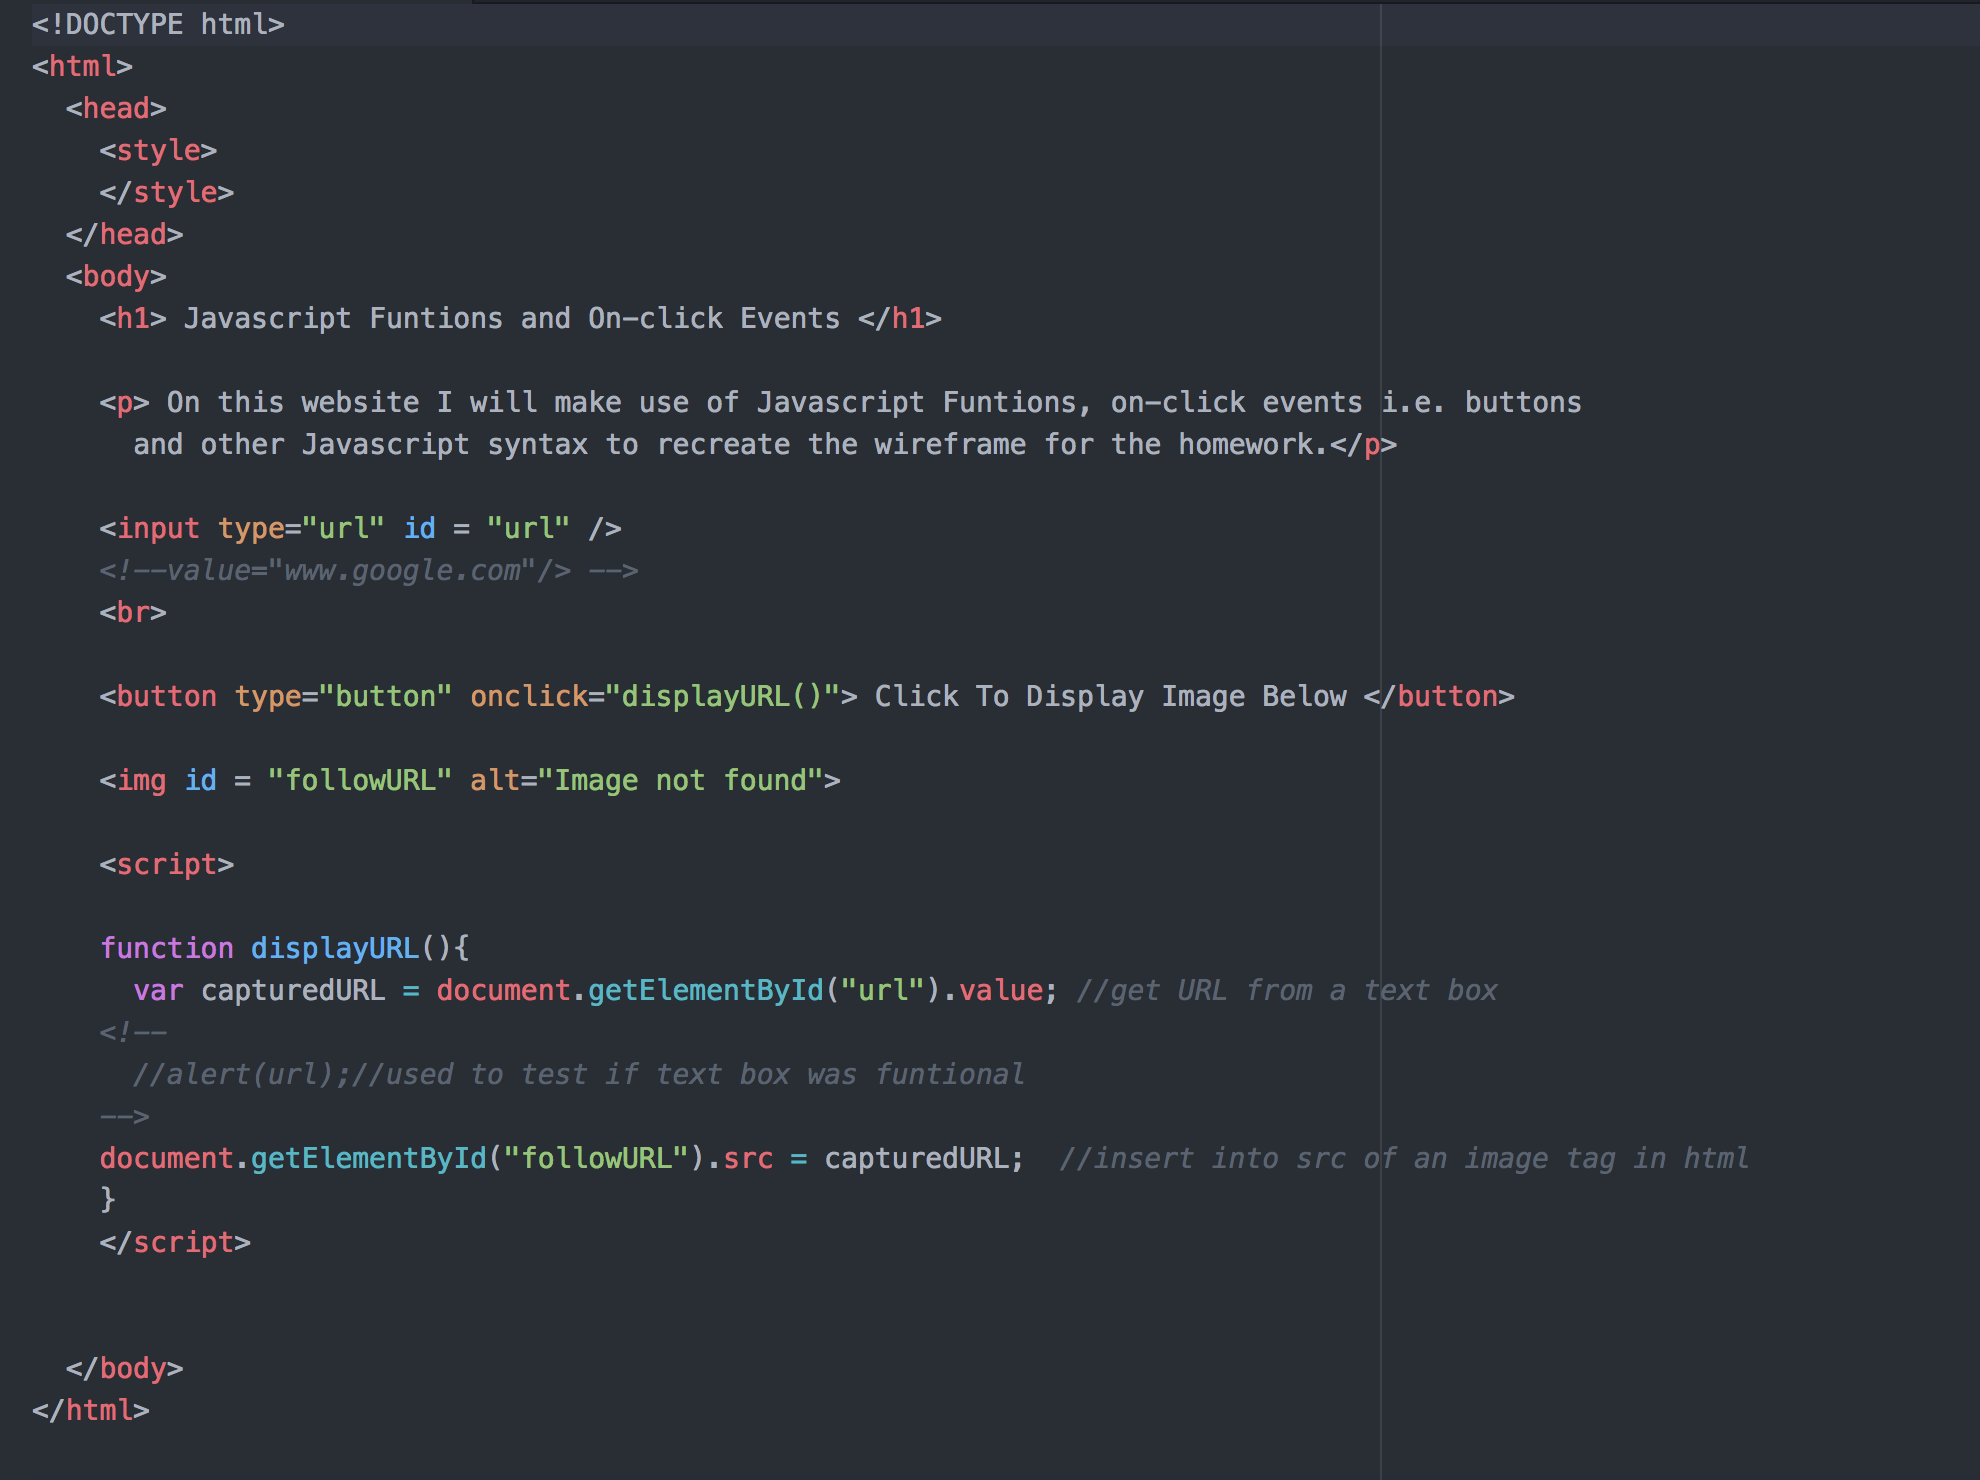 <!DOCTYPE html>
<html>
  <head>
    <style>
    </style>
  </head>
  <body>
    <h1> Javascript Funtions and On-click Events </h1>

    <p> On this website I will make use of Javascript Funtions, on-click events i.e. buttons
      and other Javascript syntax to recreate the wireframe for the homework.</p>

    <input type="url" id = "url" />
    <!--value="www.google.com"/> -->
    <br>

    <button type="button" onclick="displayURL()"> Click To Display Image Below </button>

    <img id = "followURL" alt="Image not found">

    <script>

    function displayURL(){
      var capturedURL = document.getElementById("url").value; //get URL from a text box
    <!--
      //alert(url);//used to test if text box was funtional
    -->
    document.getElementById("followURL").src = capturedURL;  //insert into src of an image tag in html
    }
    </script>

  </body>
</html>